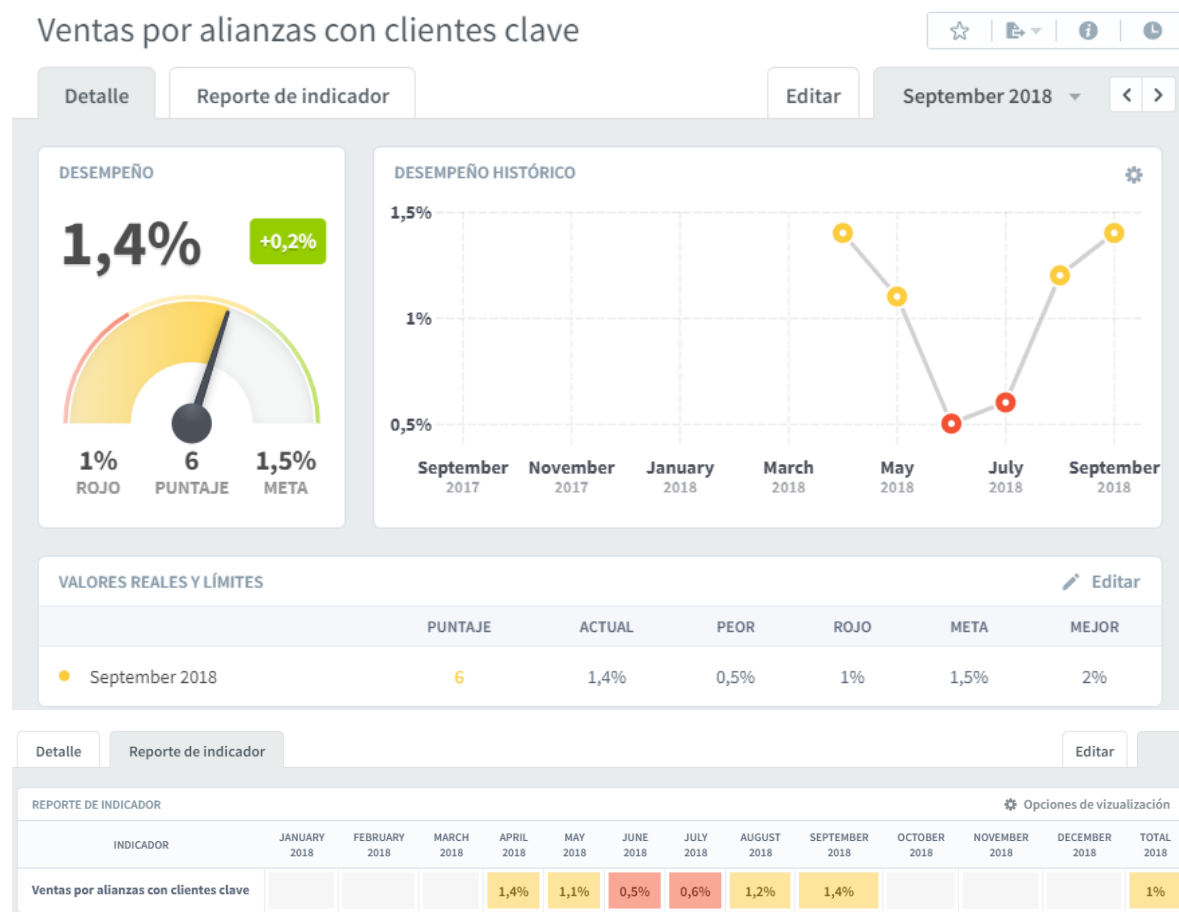 Ventas por alianzas con clientes clave
Detalle Reporte de indicador Editar September 2018
DESEMPEÑO
1,4% +0,2%
1% 6 1,5%
ROJO PUNTAJE META
DESEMPEÑO HISTÓRICO
1,5%
1%
0,5%
September November January March May July September
2017 2017 2018 2018 2018 2018 2018
VALORES REALES Y LÍMITES Editar
PUNTAJE ACTUAL PEOR ROJO META MEJOR
September 2018 6 1,4% 0,5% 1% 1,5% 2%
Detalle Reporte de indicador Editar
REPORTE DE INDICADOR Opciones de vizualización
INDICADOR JANUARY FEBRUARY MARCH APRIL MAY JUNE JULY AUGUST SEPTEMBER OCTOBER NOVEMBER DECEMBER TOTAL
2018 2018 2018 2018 2018 2018 2018 2018 2018 2018 2018 2018 2018
Ventas por alianzas con clientes clave 1,4% 1,1% 0,5% 0,6% 1,2% 1,4% 1%